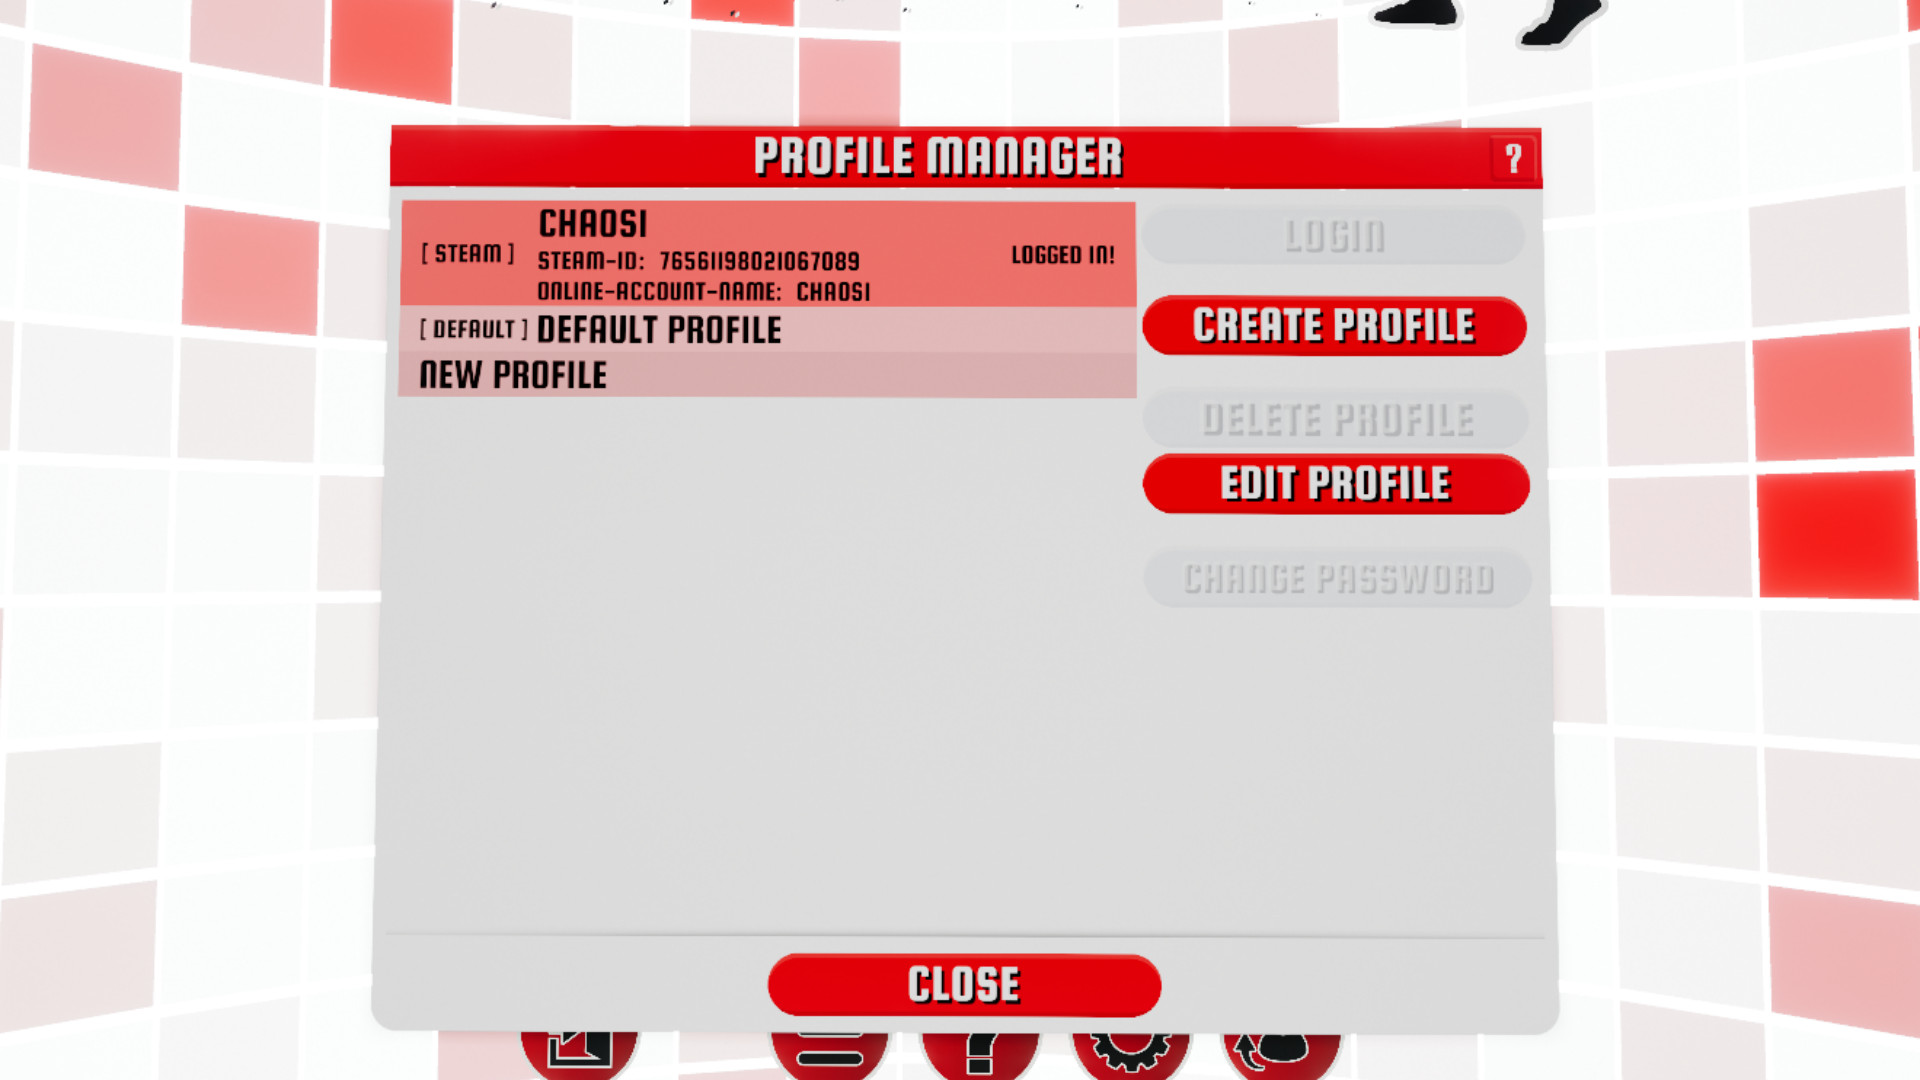 PROFILE MANAGER
?
CHAOSI
[ STEAM ]
STEAM-ID: 76561198021067089
LOGGED IN!
ONLINE-ACCOUNT-NAME: CHAOSI
[ DEFAULT ] DEFAULT PROFILE
NEW PROFILE
LOGIN
CREATE PROFILE
DELETE PROFILE
EDIT PROFILE
CHANGE PASSWORD
CLOSE
?